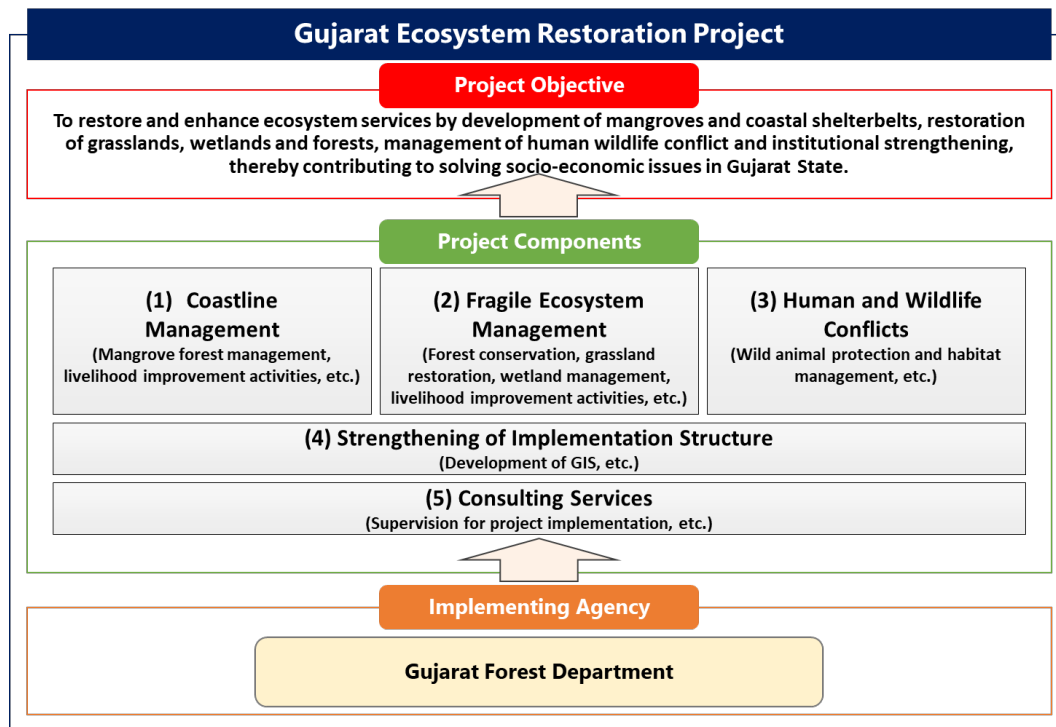 Gujarat Ecosystem Restoration Project
Project Objective
To restore and enhance ecosystem services by development of mangroves and coastal shelterbelts, restoration
of grasslands, wetlands and forests, management of human wildlife conflict and institutional strengthening,
thereby contributing to solving socio-economic issues in Gujarat State.
Project Components
(1) Coastline
Management
(Mangrove forest management,
livelihood improvement activities, etc.)
(2) Fragile Ecosystem
Management
(Forest conservation, grassland
restoration, wetland management,
livelihood improvement activities, etc.)
(3) Human and Wildlife
Conflicts
(Wild animal protection and habitat
management, etc.)
(4) Strengthening of Implementation Structure
(Development of GIS, etc.)
(5) Consulting Services
(Supervision for project implementation, etc.)
Implementing Agency
Gujarat Forest Department